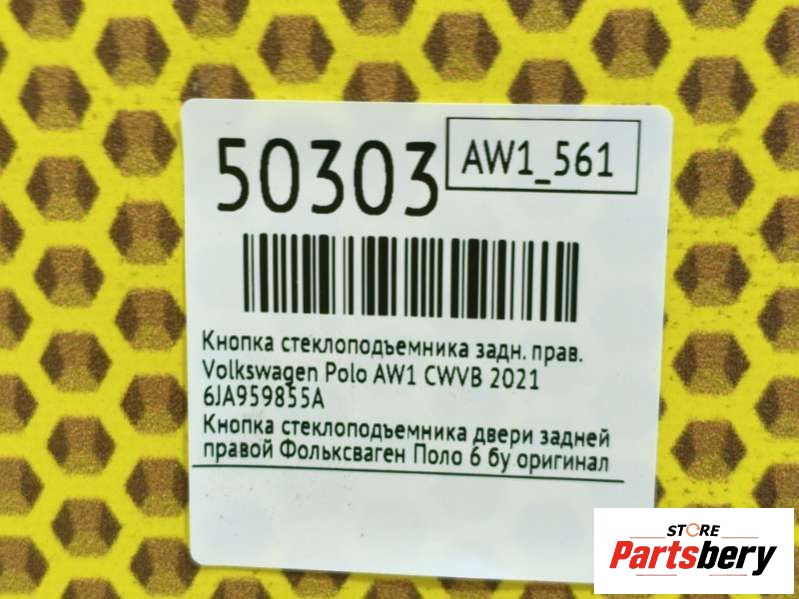 50303
AW1_561
Кнопка стеклоподъемника задн. прав.
Volkswagen Polo AW1 CWVB 2021
6JA959855A
Кнопка стеклоподъемника двери задней
правой Фольксваген Поло 6 бу оригинал
STORE
Partsbery